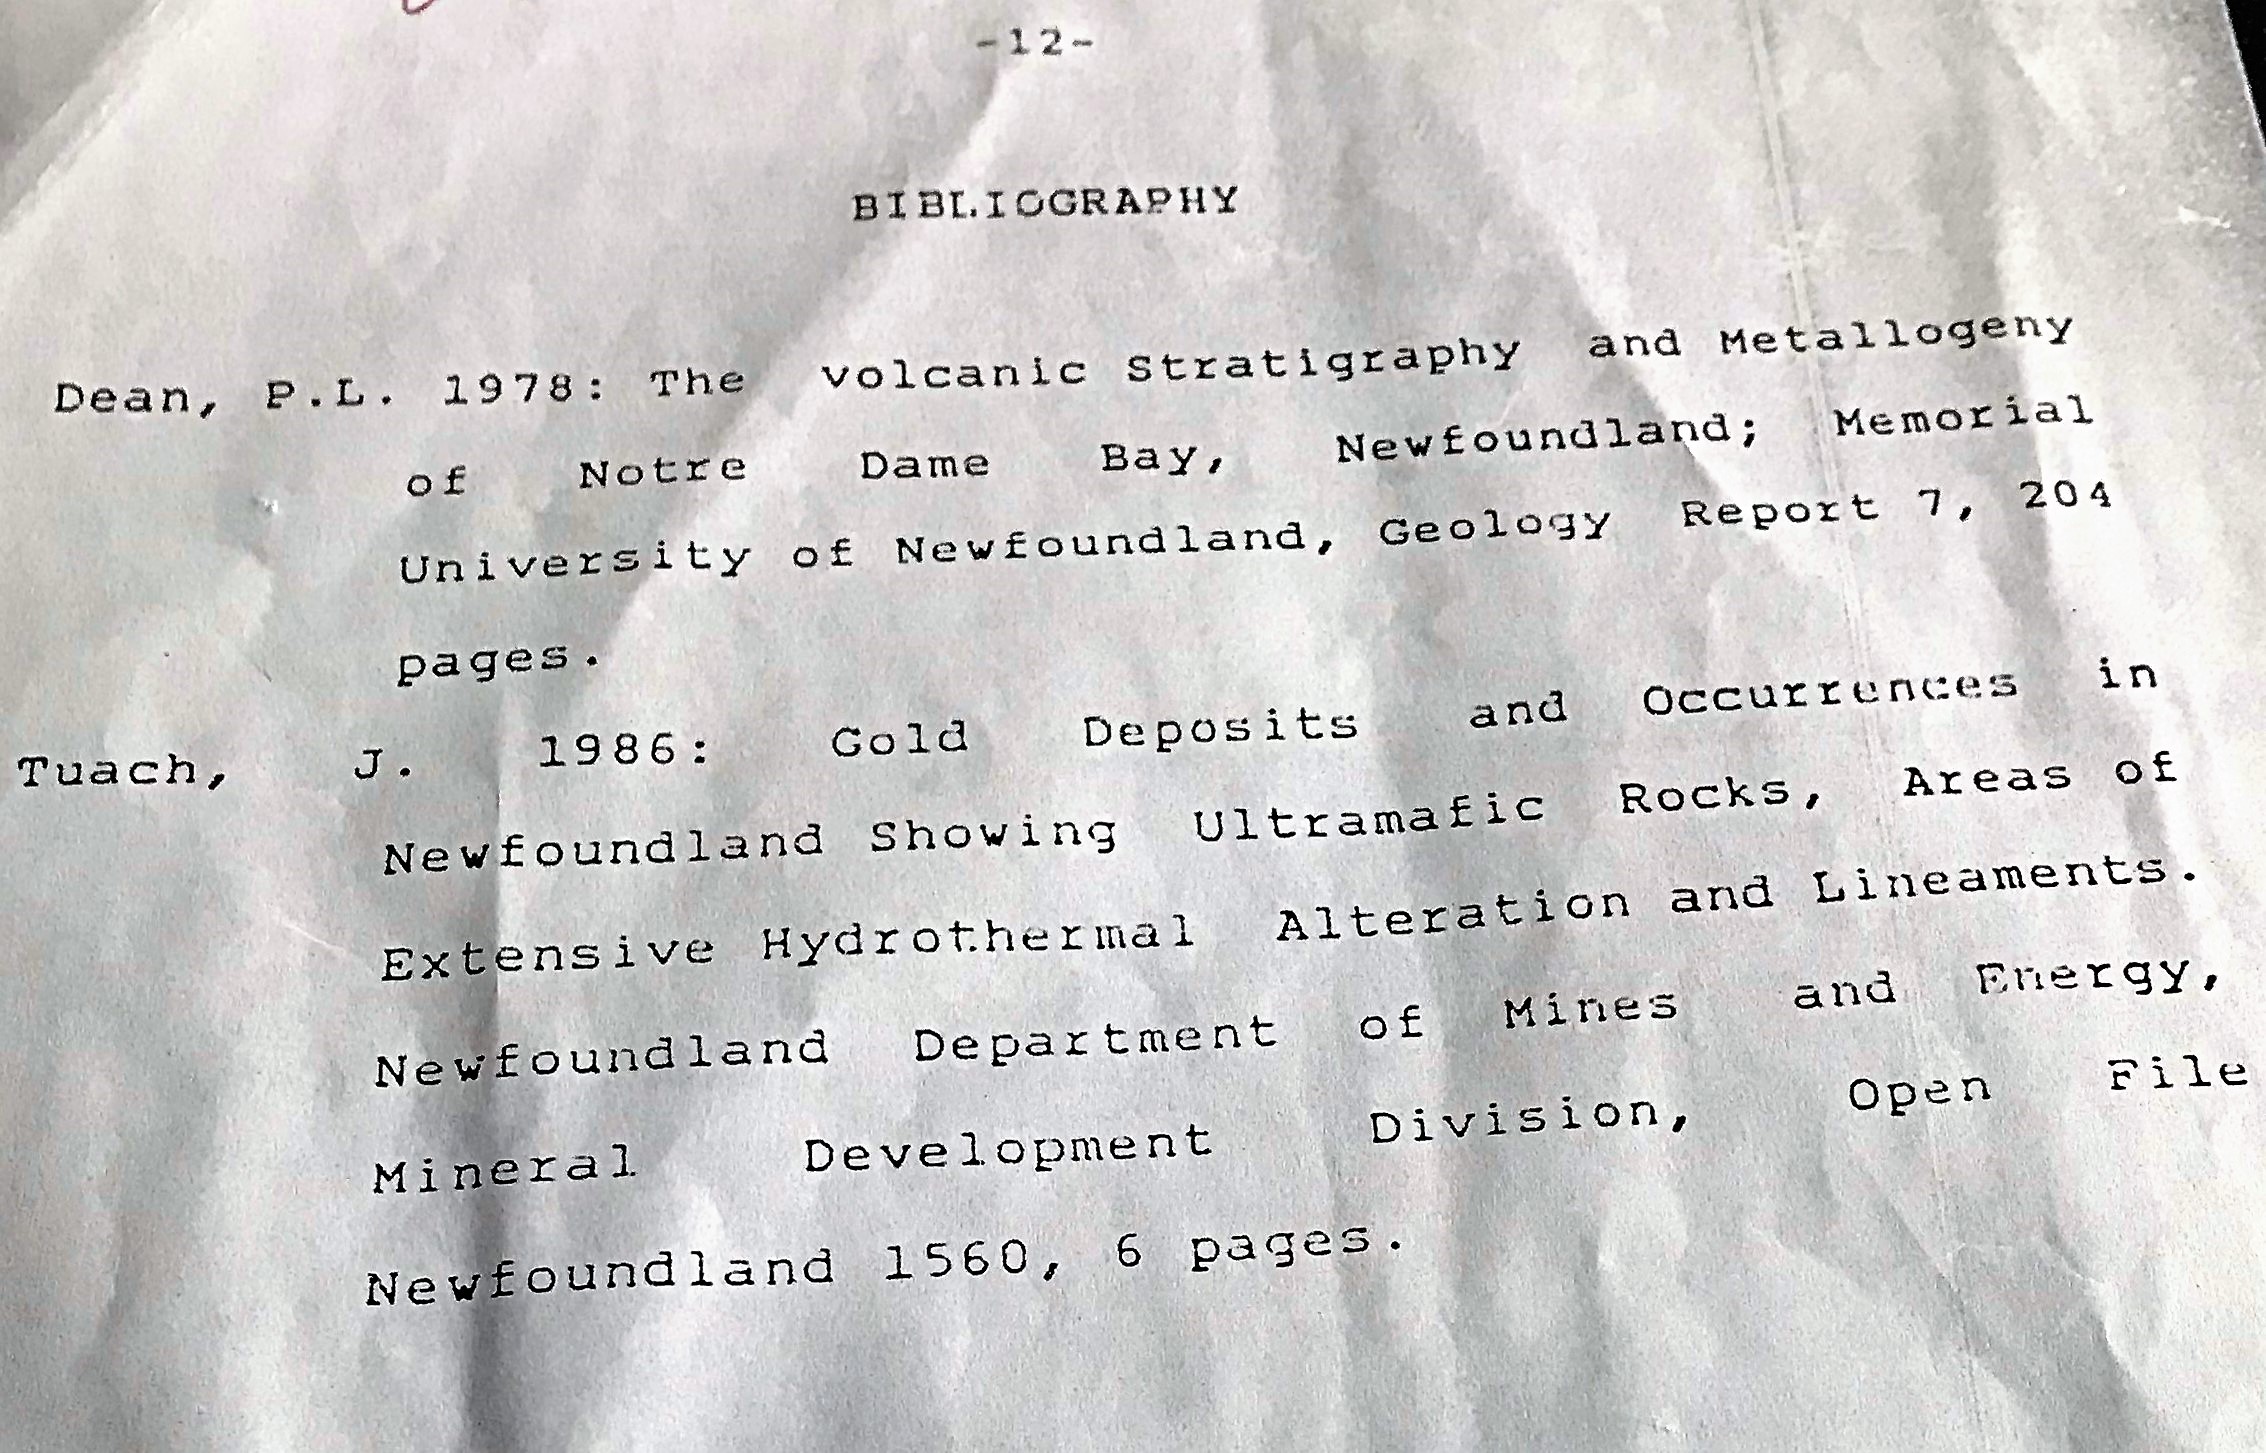 -12-
BIBLIOGRAPHY
Dean, P.L. 1978: The Volcanic Stratigraphy and Metallogeny
of Notre Dame Bay, Newfoundland; Memorial
University of Newfoundland, Geology Report 7, 204
pages.
Tuach, J. 1986: Gold Deposits and Occurrences in
Newfoundland Showing Ultramafic Rocks, Areas of
Extensive Hydrothermal Alteration and Lineaments.
Newfoundland Department of Mines and Energy,
Mineral Development Division, Open File
Newfoundland 1560, 6 pages.